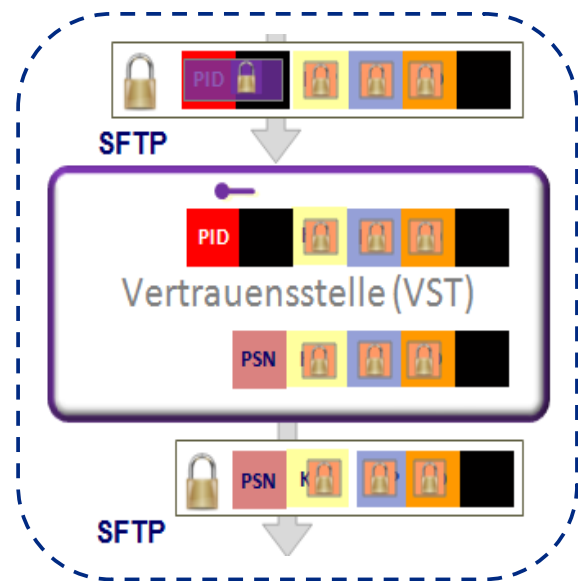 PID
SFTP
PID
Vertrauensstelle (VST)
PSN
PSN K P
SFTP